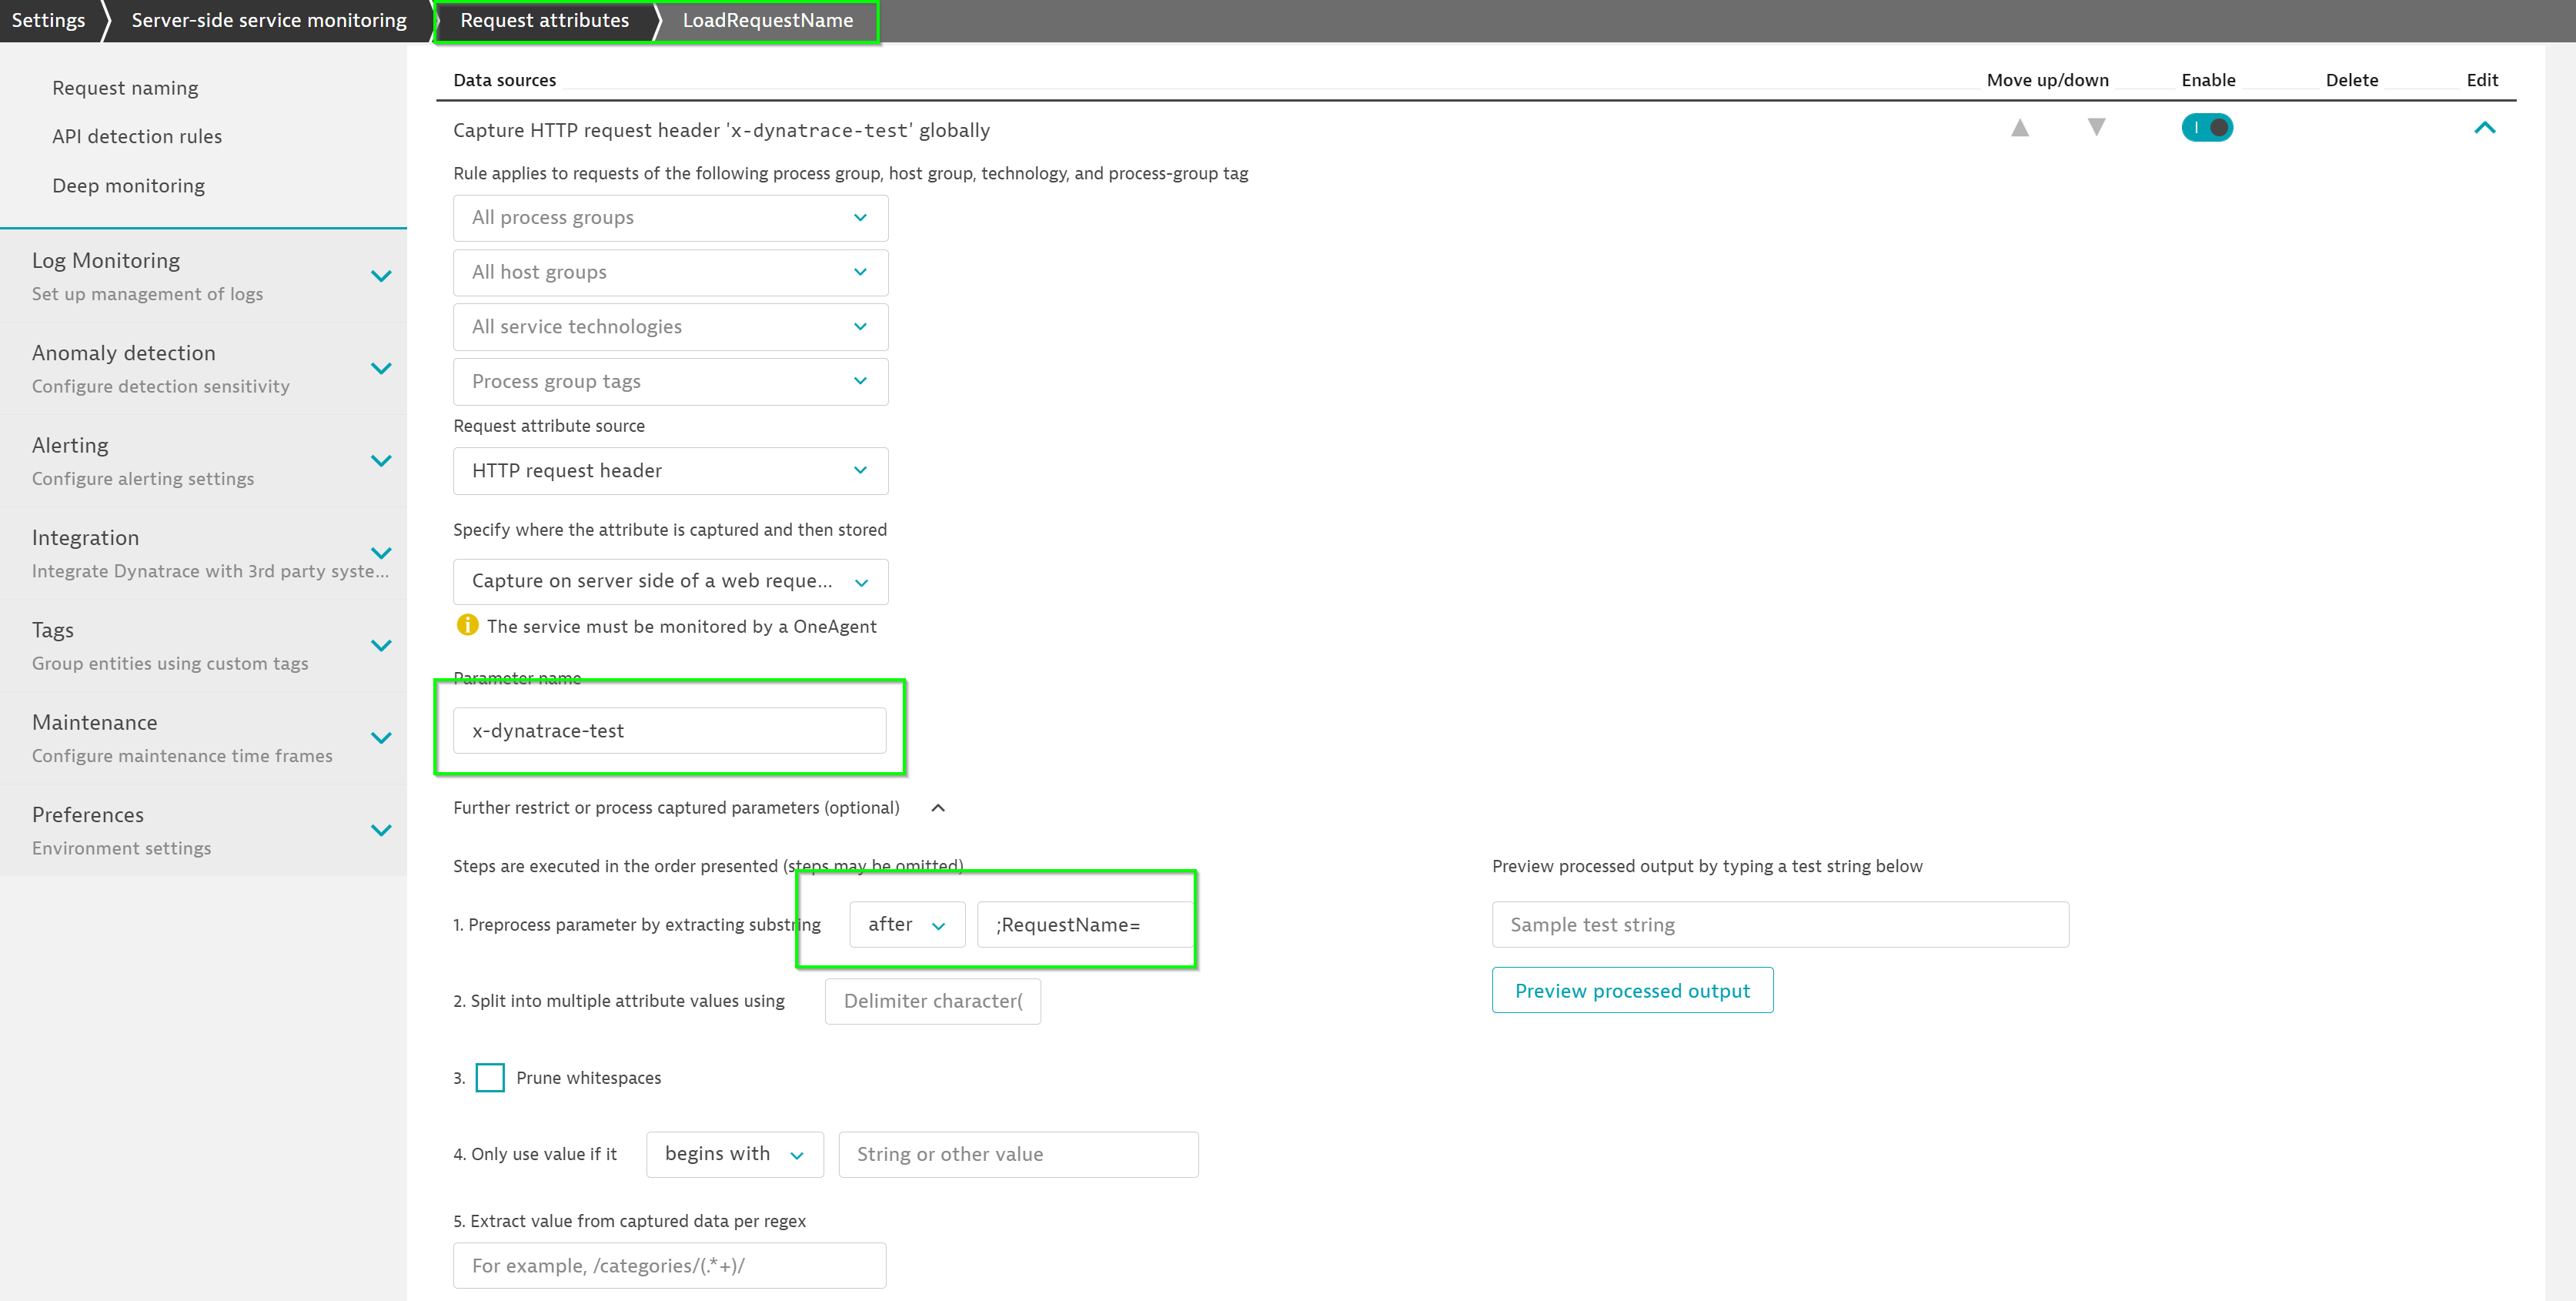 Settings
Server-side service monitoring
Request attributes
LoadRequestName
Request naming
API detection rules
Deep monitoring
Log Monitoring
Set up management of logs
Anomaly detection
Configure detection sensitivity
Alerting
Configure alerting settings
Integration
Integrate Dynatrace with 3rd party syste...
Tags
Group entities using custom tags
Maintenance
Configure maintenance time frames
Preferences
Environment settings
Data sources
Move up/down
Enable
Delete
Edit
Capture HTTP request header 'x-dynatrace-test' globally
Rule applies to requests of the following process group, host group, technology, and process-group tag
All process groups
All host groups
All service technologies
Process group tags
Request attribute source
HTTP request header
Specify where the attribute is captured and then stored
Capture on server side of a web reque...
The service must be monitored by a OneAgent
Parameter name
x-dynatrace-test
Further restrict or process captured parameters (optional)
Steps are executed in the order presented (steps may be omitted)
1. Preprocess parameter by extracting substring
after
;RequestName=
2. Split into multiple attribute values using
Delimiter character(
3.
Prune whitespaces
4. Only use value if it
begins with
String or other value
5. Extract value from captured data per regex
For example, /categories/(.*+)/
Preview processed output by typing a test string below
Sample test string
Preview processed output